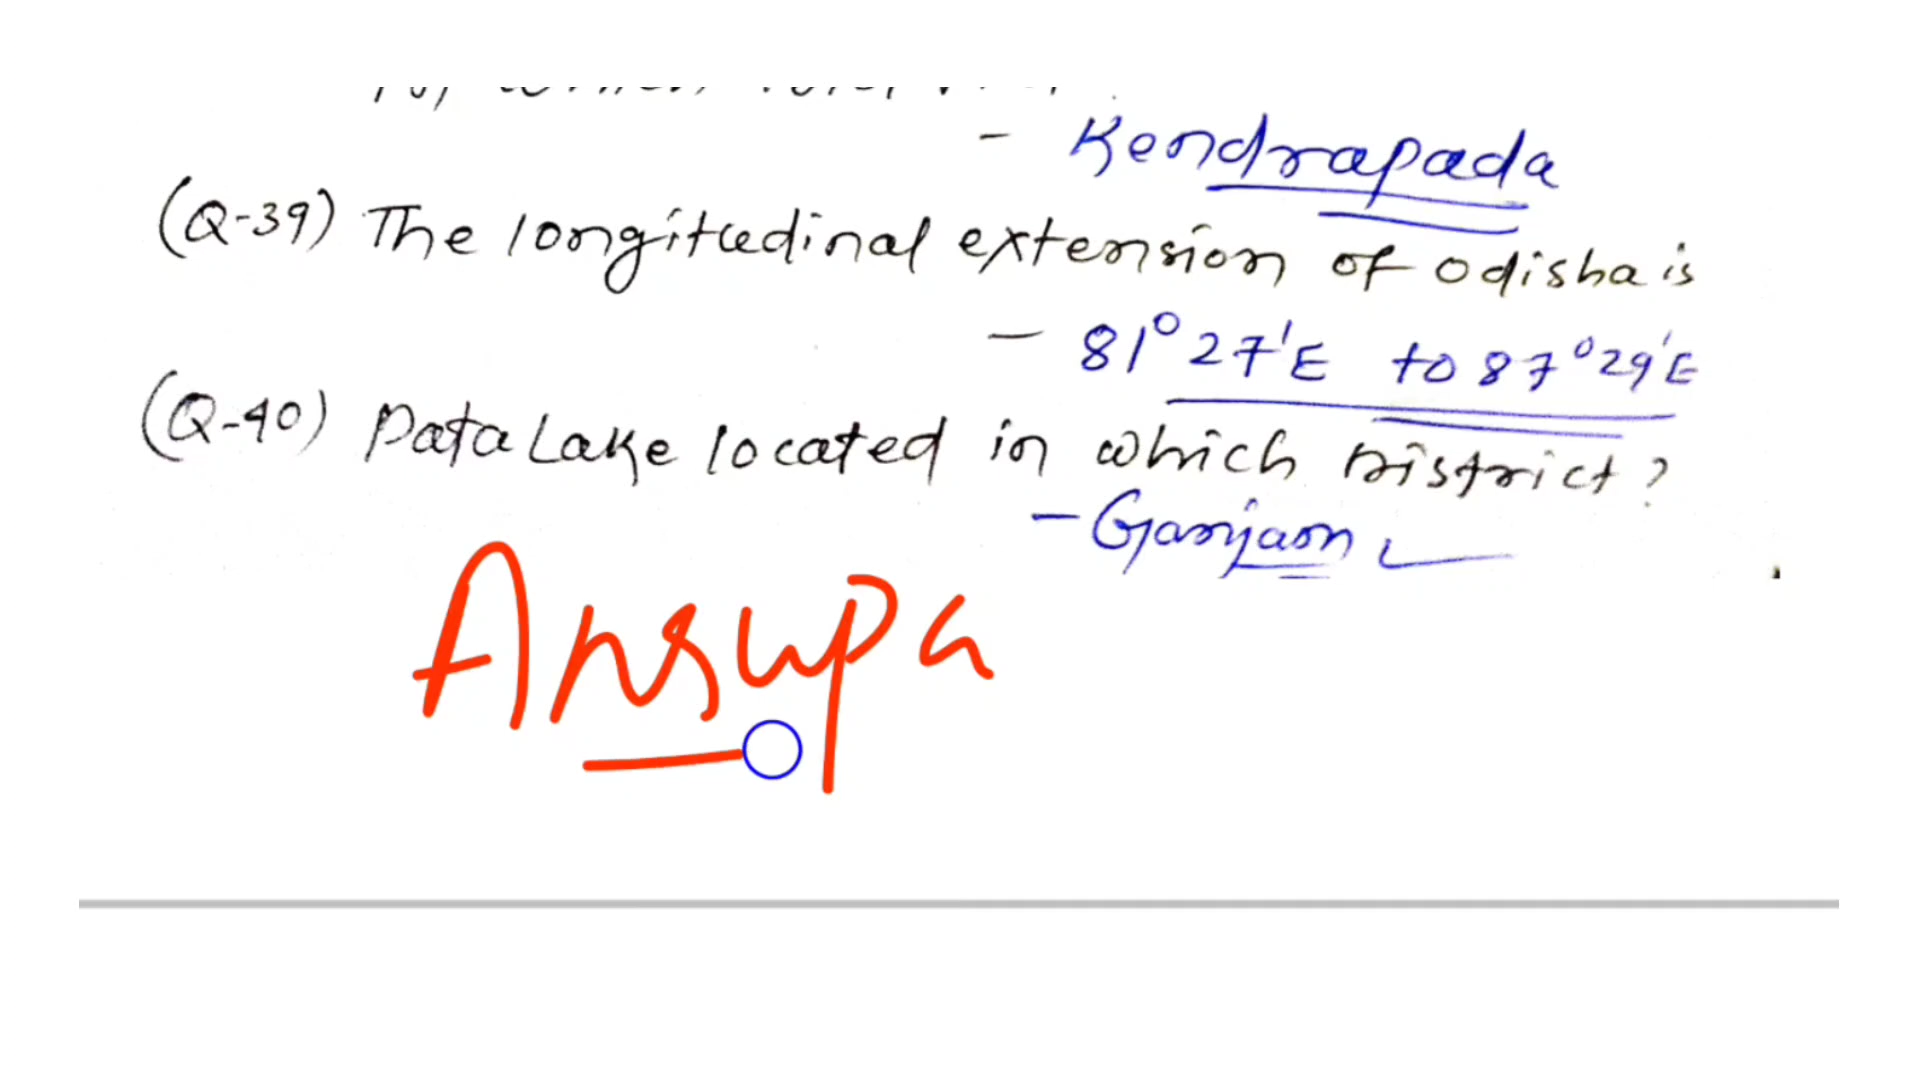 - Kendrapada
(Q-39) The longitudinal extension of odisha is
- 81°27'E to 87°29'E
(Q-40) Pata Lake located in which District?
- Ganjam
Ansupa